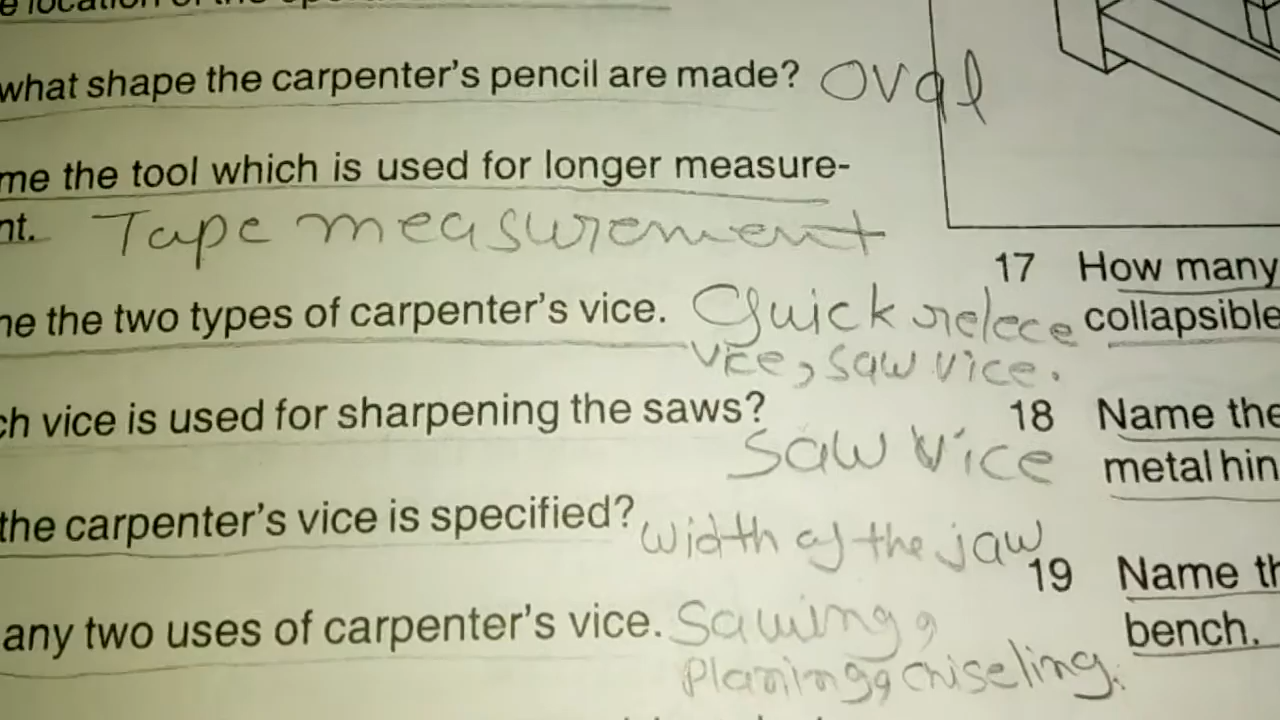 what shape the carpenter's pencil are made? Oval
me the tool which is used for longer measure-
nt. Tape measurement
ne the two types of carpenter's vice. Quick relece
vice, saw vice.
ch vice is used for sharpening the saws?
Saw vice
the carpenter's vice is specified? width of the jaw
any two uses of carpenter's vice. Sawing,
Planing, chiseling.
17 How many
collapsible
18 Name the
metal hin
19 Name th
bench.